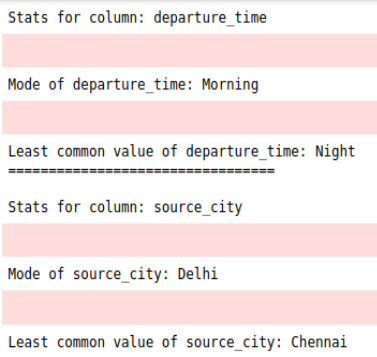 Stats for column: departure_time
Mode of departure_time: Morning
Least common value of departure_time: Night
=================================
Stats for column: source_city
Mode of source_city: Delhi
Least common value of source_city: Chennai